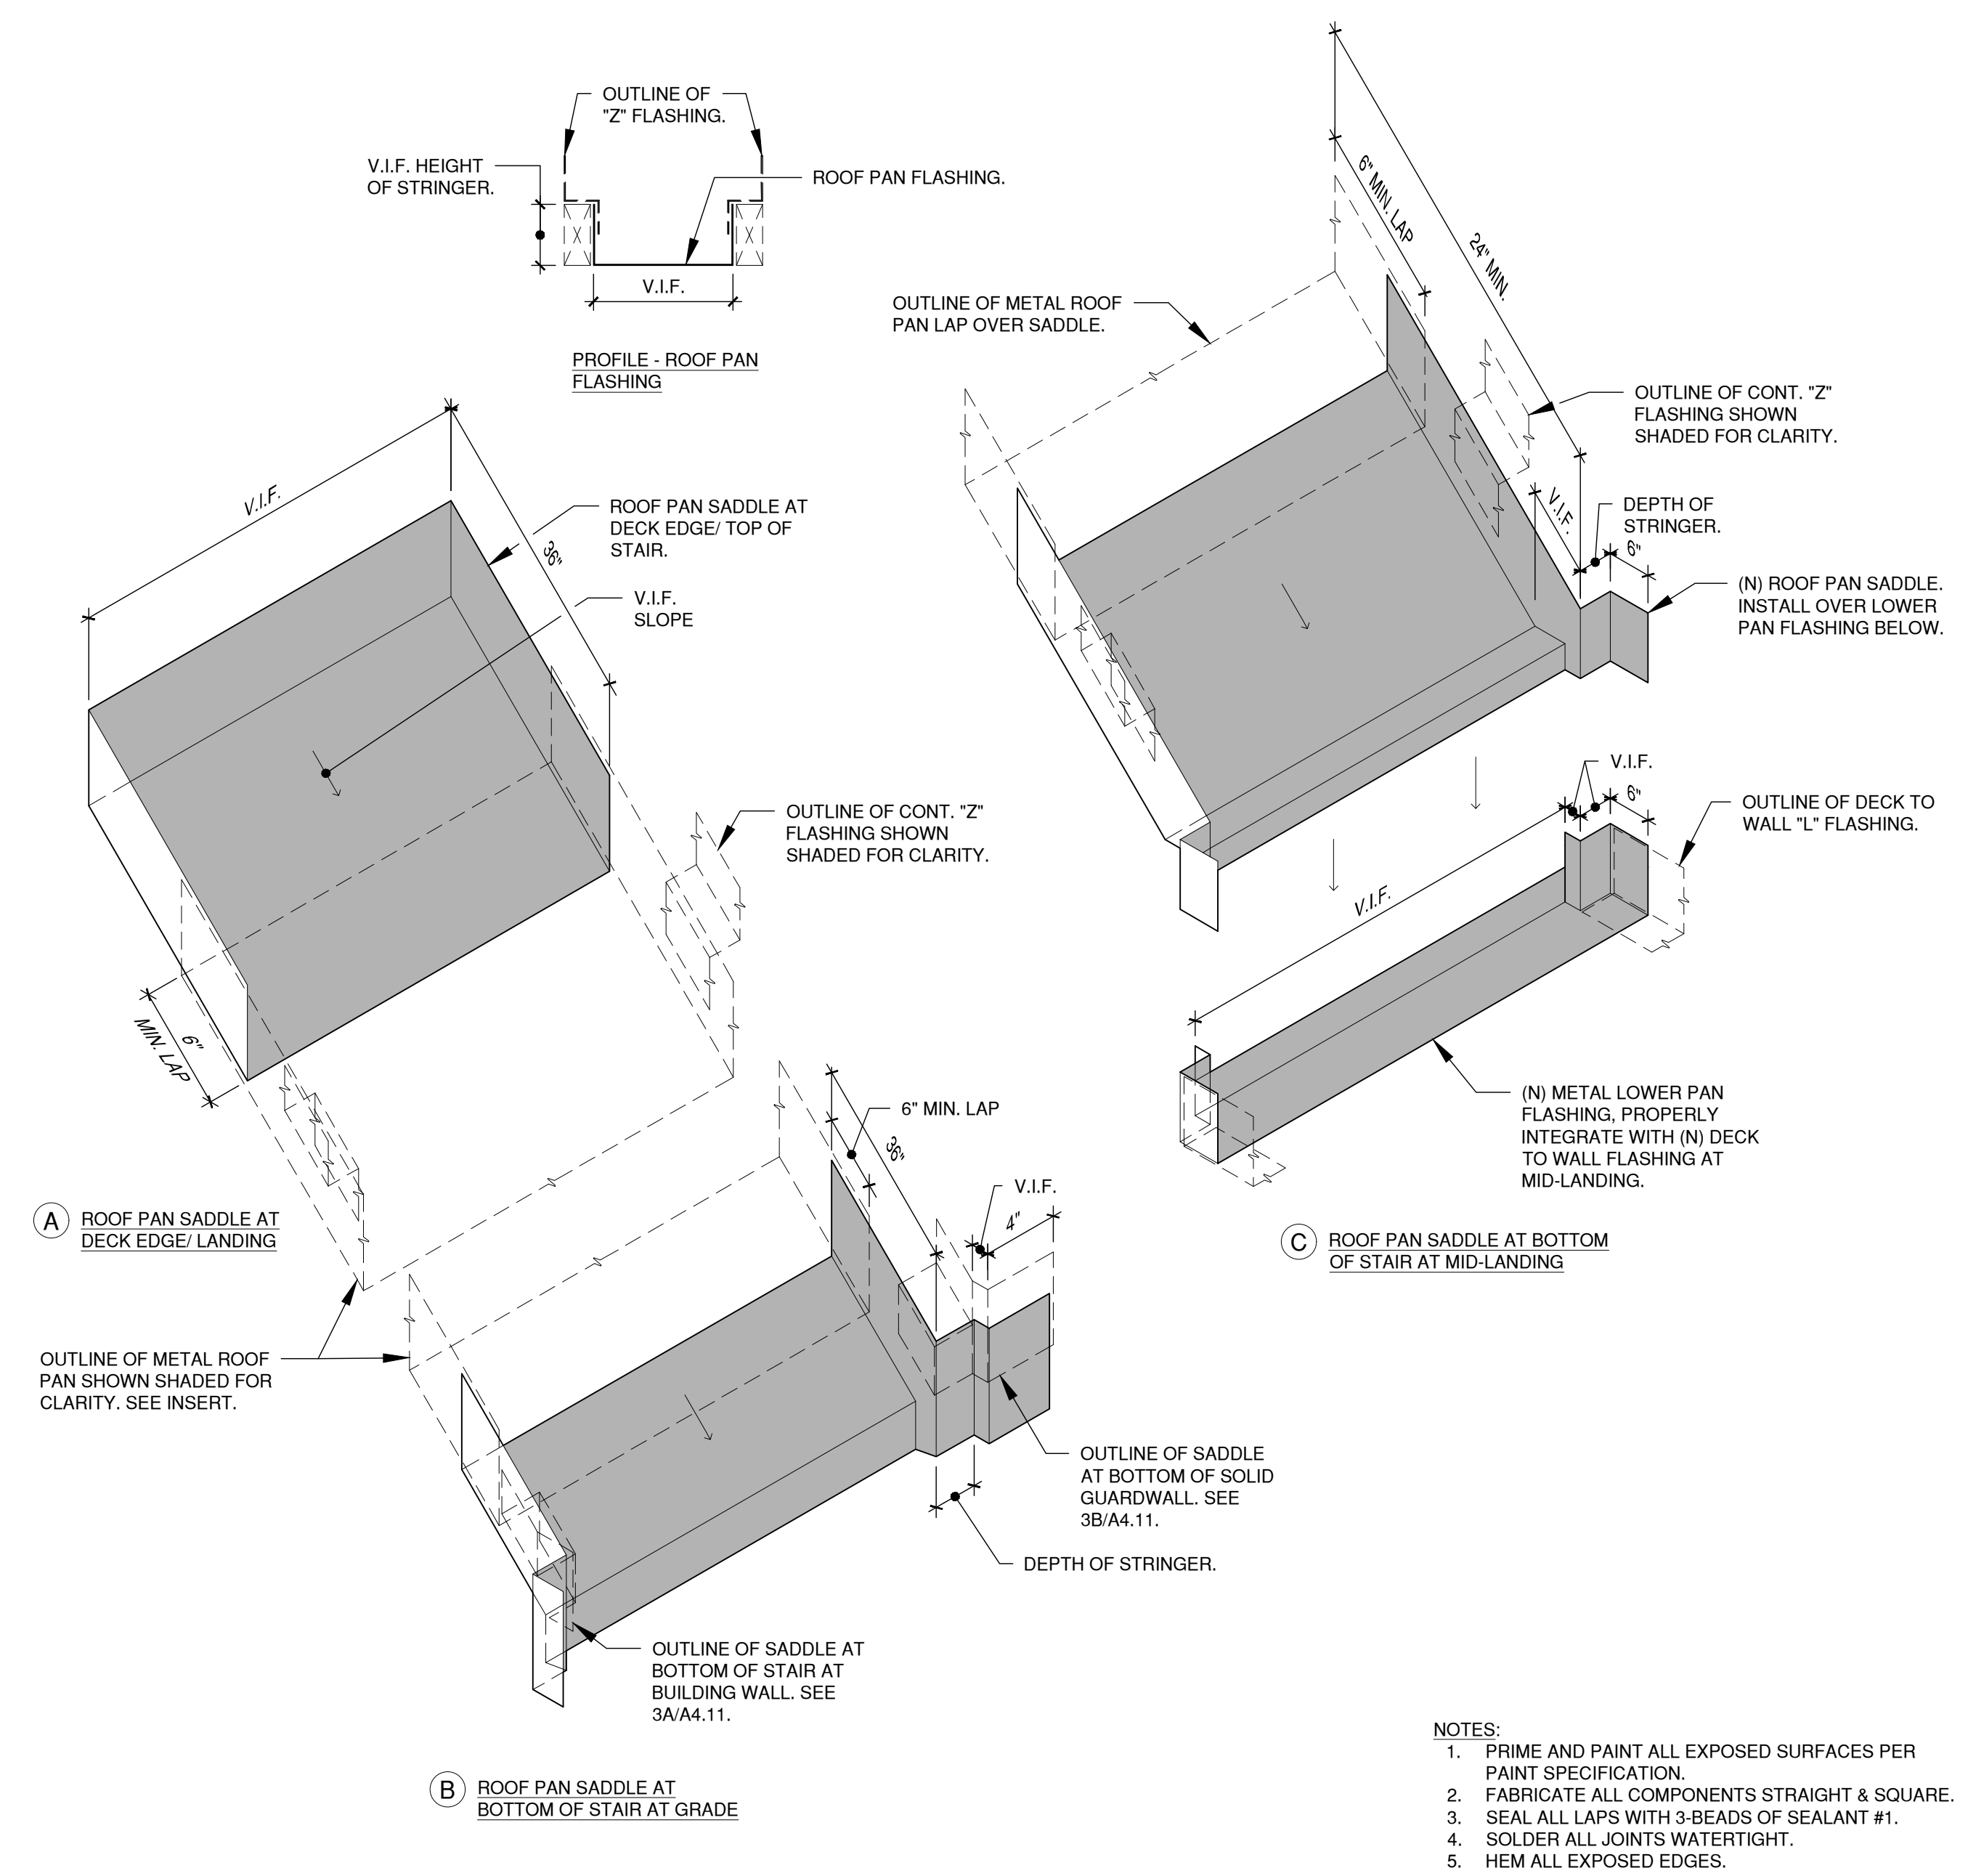 OUTLINE OF
"Z" FLASHING.
V.I.F. HEIGHT
OF STRINGER.
ROOF PAN FLASHING.
V.I.F.
PROFILE - ROOF PAN
FLASHING
V.I.F.
36"
ROOF PAN SADDLE AT
DECK EDGE/ TOP OF
STAIR.
V.I.F.
SLOPE
OUTLINE OF CONT. "Z"
FLASHING SHOWN
SHADED FOR CLARITY.
6"
MIN. LAP
A
ROOF PAN SADDLE AT
DECK EDGE/ LANDING
OUTLINE OF METAL ROOF
PAN SHOWN SHADED FOR
CLARITY. SEE INSERT.
6" MIN. LAP
36"
V.I.F.
4"
OUTLINE OF SADDLE
AT BOTTOM OF SOLID
GUARDWALL. SEE
3B/A4.11.
DEPTH OF STRINGER.
OUTLINE OF SADDLE AT
BOTTOM OF STAIR AT
BUILDING WALL. SEE
3A/A4.11.
B
ROOF PAN SADDLE AT
BOTTOM OF STAIR AT GRADE
6" MIN. LAP
24" MIN.
OUTLINE OF METAL ROOF
PAN LAP OVER SADDLE.
OUTLINE OF CONT. "Z"
FLASHING SHOWN
SHADED FOR CLARITY.
V.I.F.
DEPTH OF
STRINGER.
6"
(N) ROOF PAN SADDLE.
INSTALL OVER LOWER
PAN FLASHING BELOW.
V.I.F.
6"
OUTLINE OF DECK TO
WALL "L" FLASHING.
V.I.F.
(N) METAL LOWER PAN
FLASHING, PROPERLY
INTEGRATE WITH (N) DECK
TO WALL FLASHING AT
MID-LANDING.
C
ROOF PAN SADDLE AT BOTTOM
OF STAIR AT MID-LANDING
NOTES:
1. PRIME AND PAINT ALL EXPOSED SURFACES PER
PAINT SPECIFICATION.
2. FABRICATE ALL COMPONENTS STRAIGHT & SQUARE.
3. SEAL ALL LAPS WITH 3-BEADS OF SEALANT #1.
4. SOLDER ALL JOINTS WATERTIGHT.
5. HEM ALL EXPOSED EDGES.